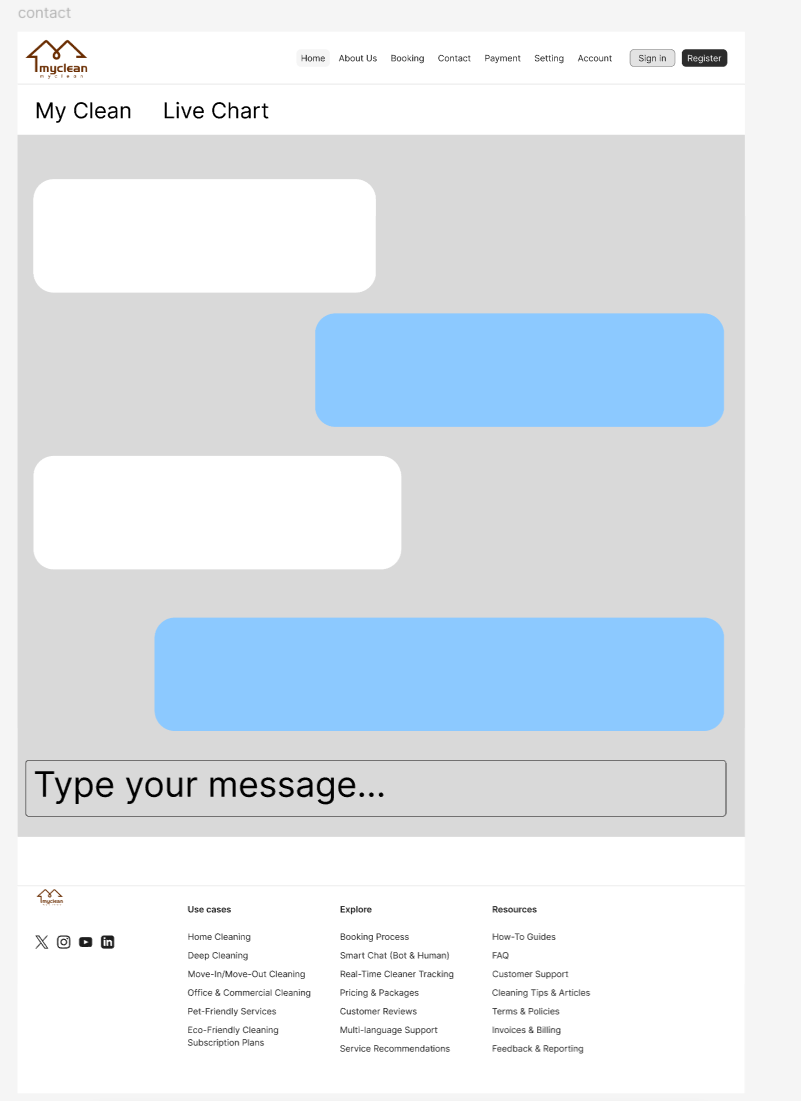 contact
myclean
myclean
Home About Us Booking Contact Payment Setting Account Sign in Register
My Clean Live Chart
Type your message...
myclean
Use cases
Home Cleaning
Deep Cleaning
Move-In/Move-Out Cleaning
Office & Commercial Cleaning
Pet-Friendly Services
Eco-Friendly Cleaning
Subscription Plans
Explore
Booking Process
Smart Chat (Bot & Human)
Real-Time Cleaner Tracking
Pricing & Packages
Customer Reviews
Multi-language Support
Service Recommendations
Resources
How-To Guides
FAQ
Customer Support
Cleaning Tips & Articles
Terms & Policies
Invoices & Billing
Feedback & Reporting